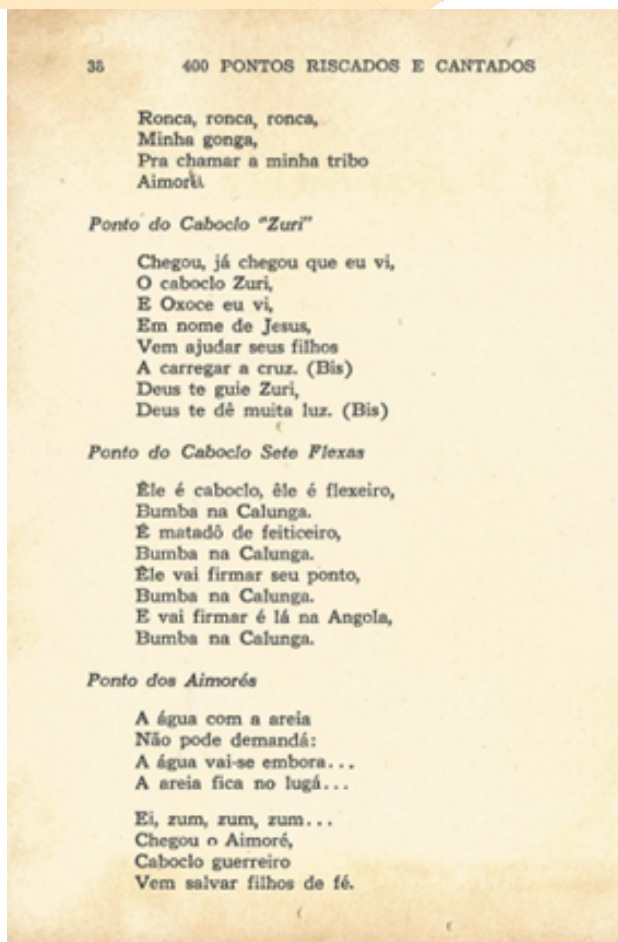 35 400 PONTOS RISCADOS E CANTADOS
Ronca, ronca, ronca,
Minha gonga,
Pra chamar a minha tribo
Ponto do Caboclo "Zuri"
Chegou, já chegou que eu vi,
O caboclo Zuri,
E Oxoce eu vi,
Em nome de Jesus,
Vem ajudar seus filhos
A carregar a cruz. (Bis)
Deus te guie Zuri,
Deus te dê muita luz. (Bis)
Ponto do Caboclo Sete Flexas
Êle é caboclo, êle é flexeiro,
Bumba na Calunga.
É matadô de feiticeiro,
Bumba na Calunga.
Êle vai firmar seu ponto,
Bumba na Calunga.
E vai firmar é lá na Angola,
Bumba na Calunga.
Ponto dos Aimorés
A água com a areia
Não pode demandá:
A água vai-se embora...
A areia fica no lugá...
Ei, zum, zum, zum...
Chegou o Aimoré,
Caboclo guerreiro
Vem salvar filhos de fé.